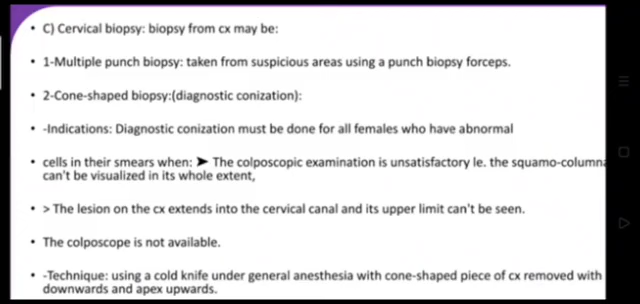 • C) Cervical biopsy: biopsy from cx may be:
• 1-Multiple punch biopsy: taken from suspicious areas using a punch biopsy forceps.
• 2-Cone-shaped biopsy:(diagnostic conization):
• -Indications: Diagnostic conization must be done for all females who have abnormal
• cells in their smears when: ➤ The colposcopic examination is unsatisfactory le. the squamo-column
can't be visualized in its whole extent,
• > The lesion on the cx extends into the cervical canal and its upper limit can't be seen.
• The colposcope is not available.
• -Technique: using a cold knife under general anesthesia with cone-shaped piece of cx removed with
downwards and apex upwards.